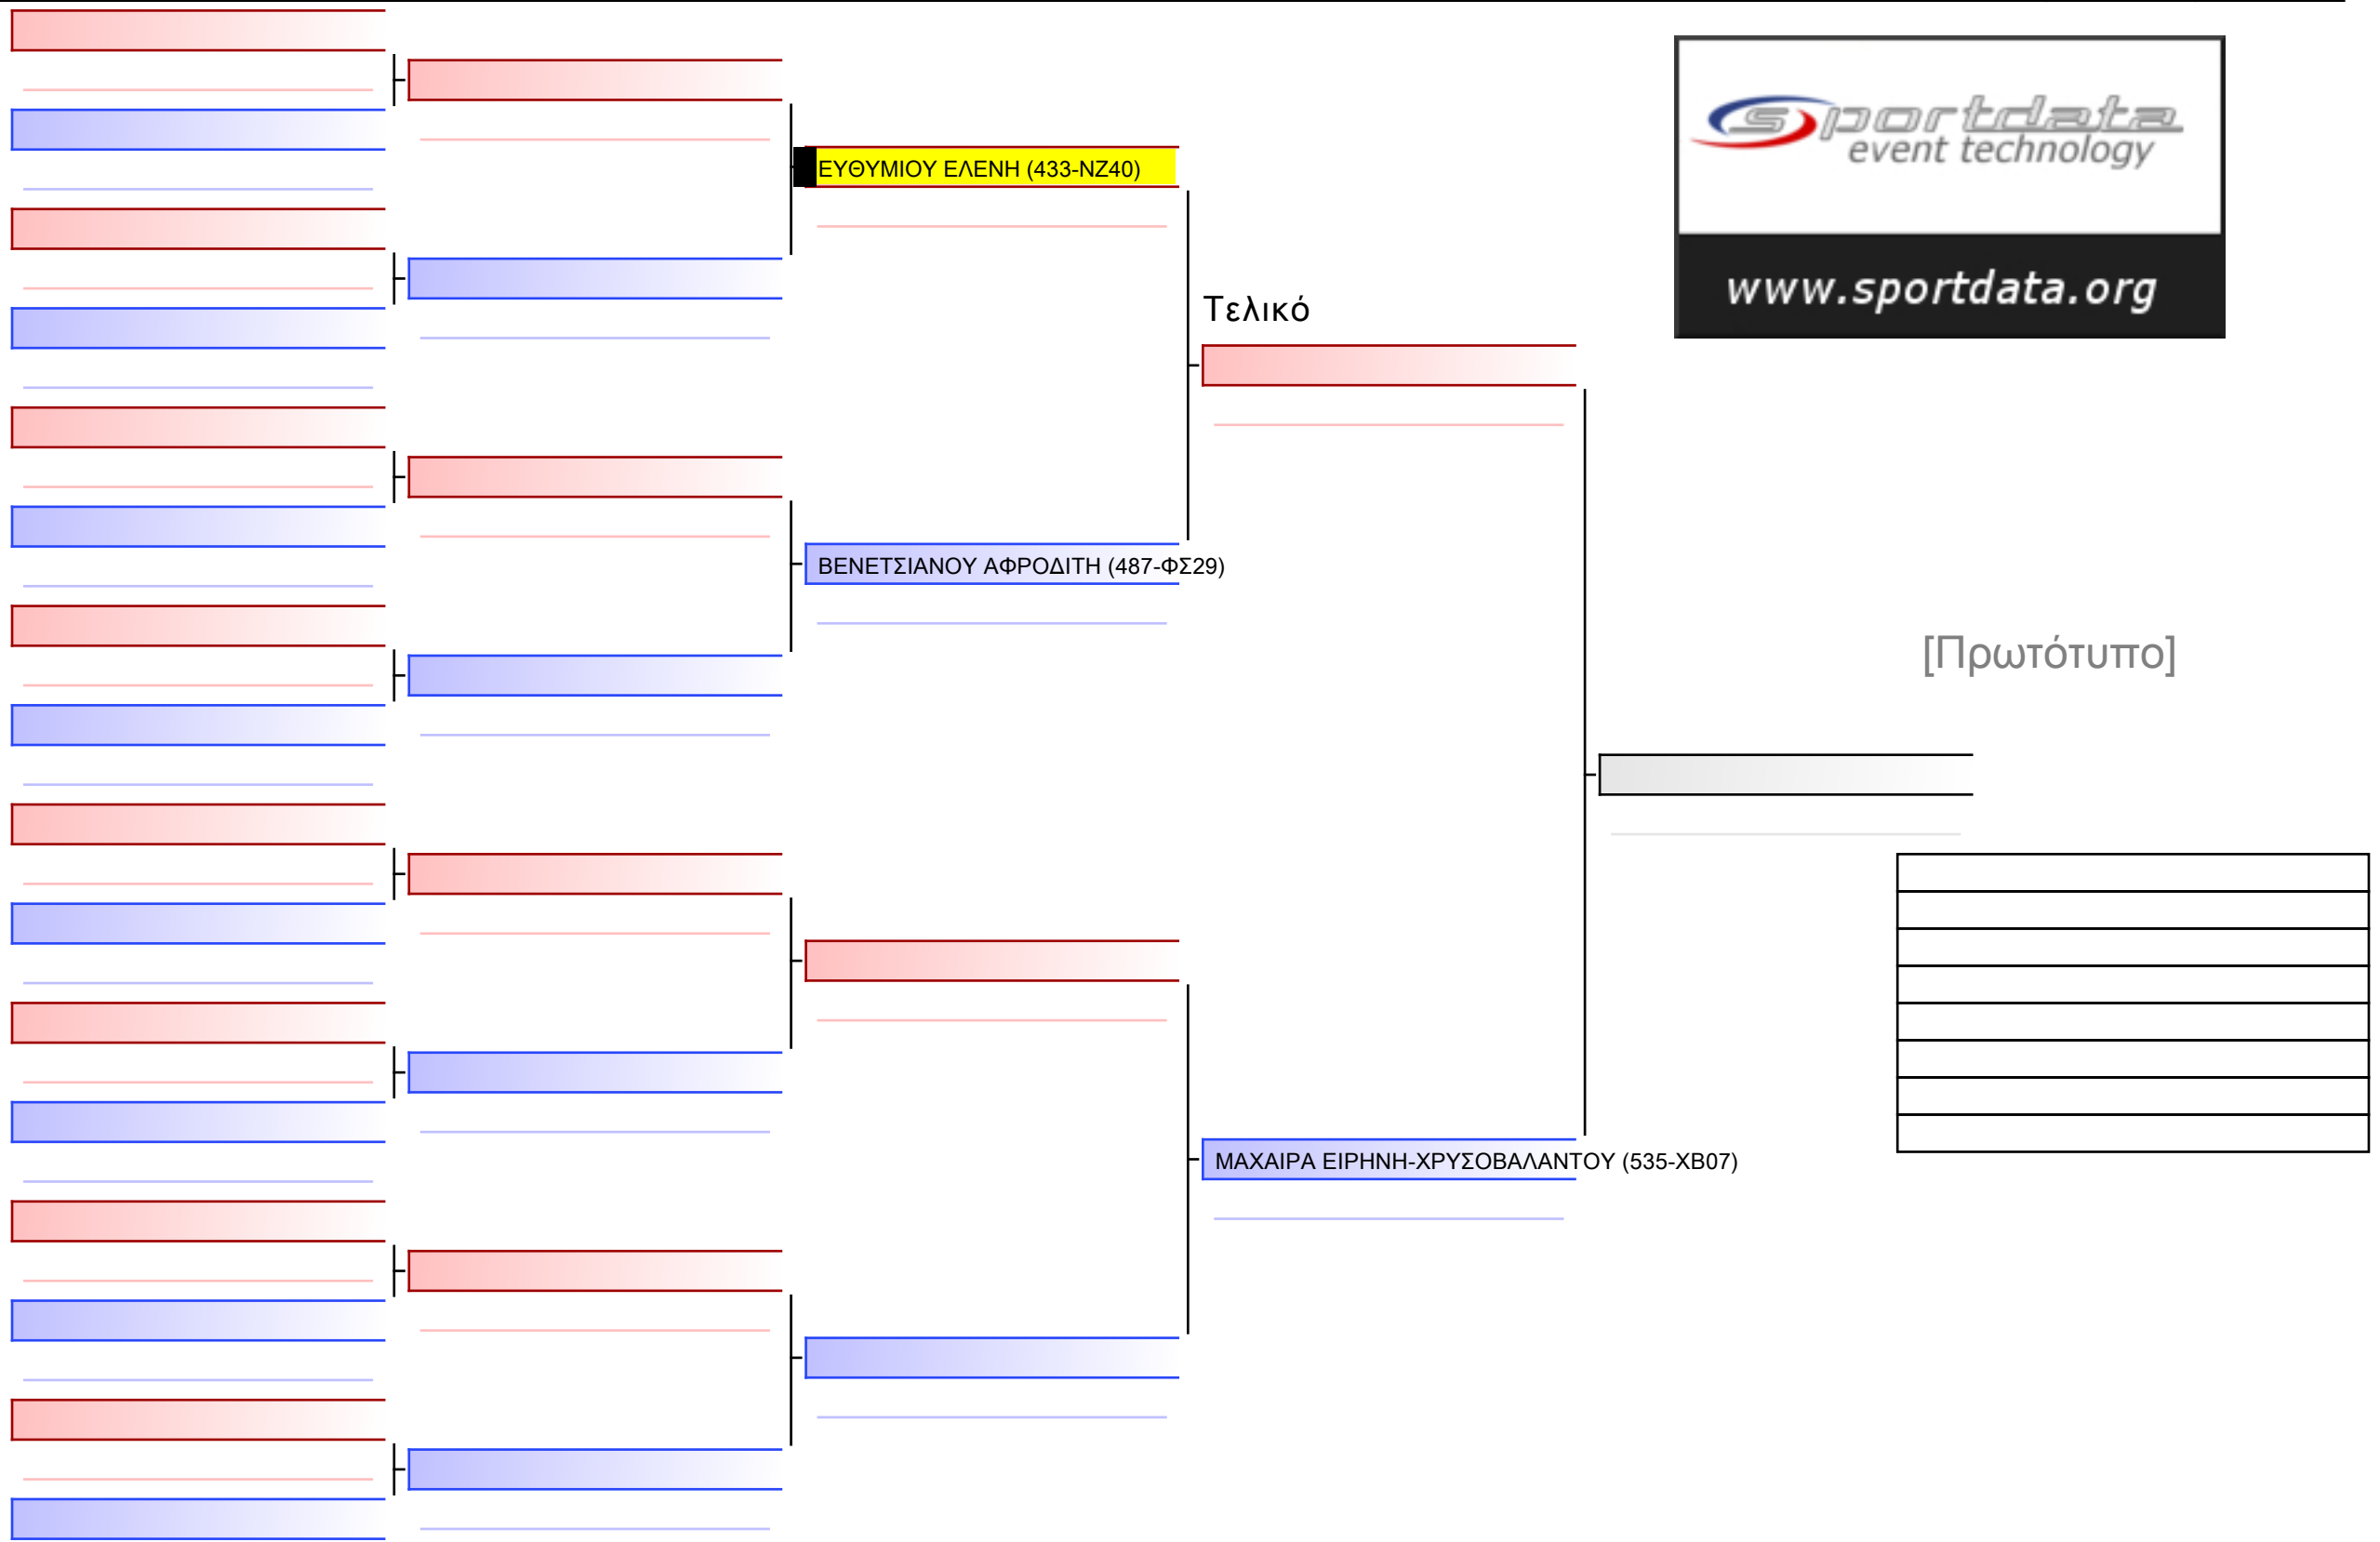 sportdata
event technology
www.sportdata.org
ΕΥΘΥΜΙΟΥ ΕΛΕΝΗ (433-ΝΖ40)
Τελικό
ΒΕΝΕΤΣΙΑΝΟΥ ΑΦΡΟΔΙΤΗ (487-ΦΣ29)
[Πρωτότυπο]
ΜΑΧΑΙΡΑ ΕΙΡΗΝΗ-ΧΡΥΣΟΒΑΛΑΝΤΟΥ (535-ΧΒ07)